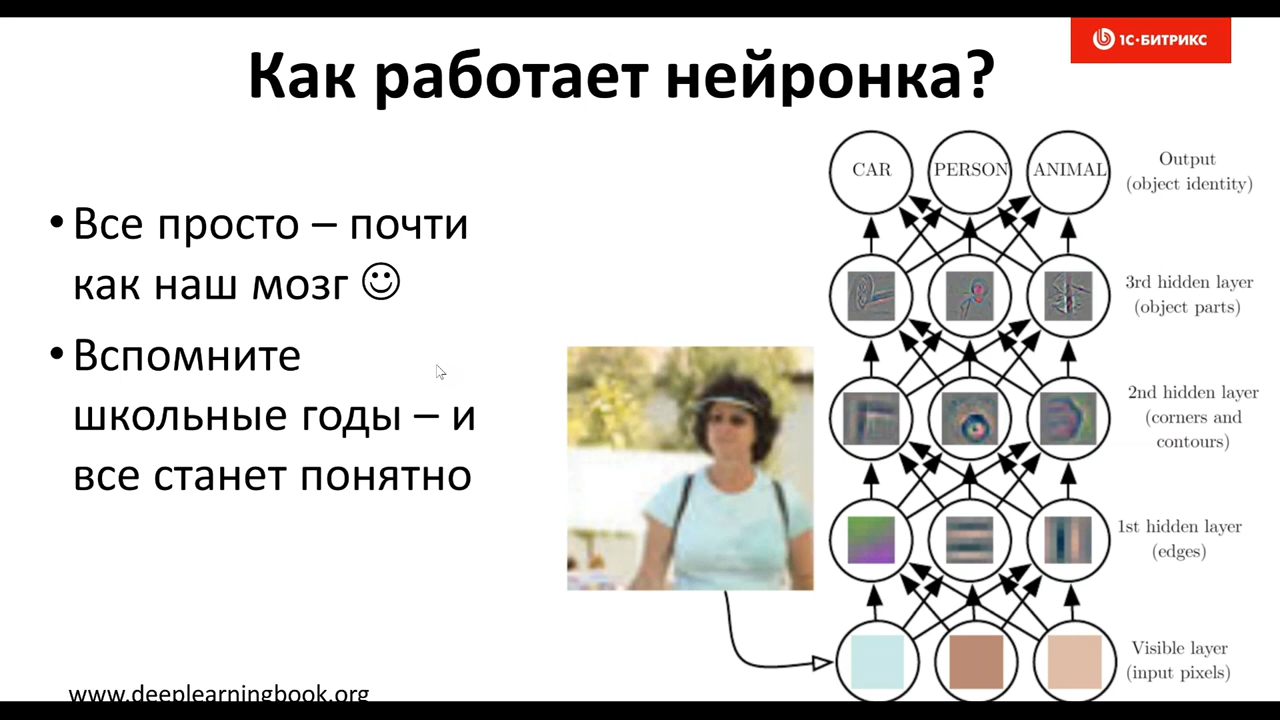 1С·БИТРИКС
Как работает нейронка?
• Все просто – почти
как наш мозг ☺
• Вспомните
школьные годы – и
все станет понятно
CAR
PERSON
ANIMAL
Output
(object identity)
3rd hidden layer
(object parts)
2nd hidden layer
(corners and
contours)
1st hidden layer
(edges)
Visible layer
(input pixels)
www.deeplearningbook.org